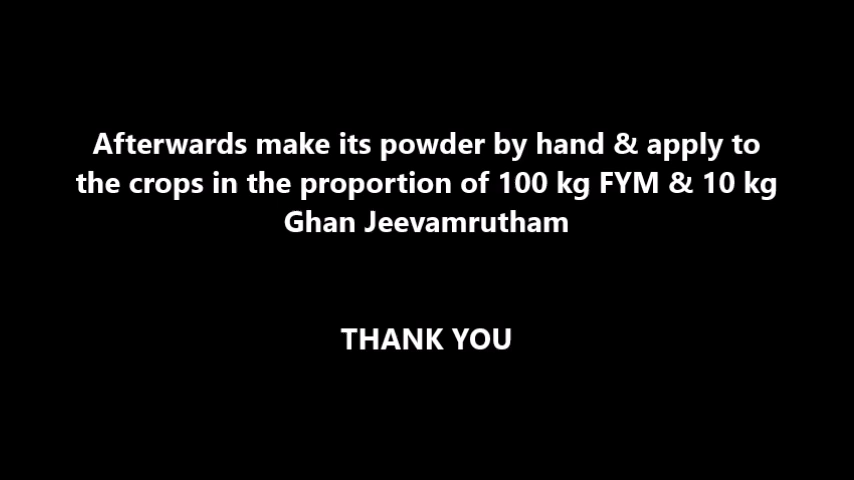 Afterwards make its powder by hand & apply to
the crops in the proportion of 100 kg FYM & 10 kg
Ghan Jeevamrutham
THANK YOU